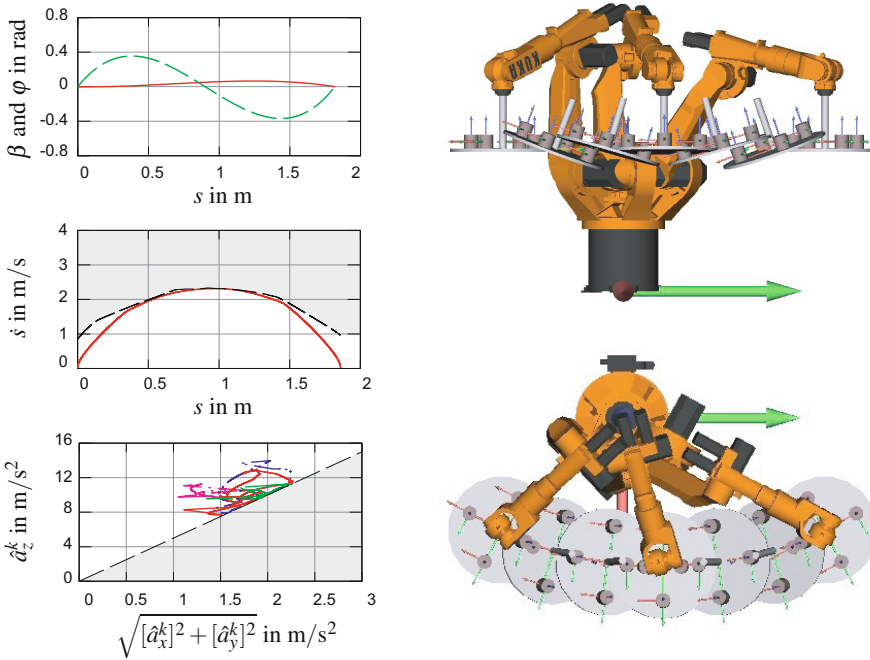 0.8
0.4
0
-0.4
-0.8
β and φ in rad
0 0.5 1 1.5 2
s in m
4
3
2
1
0
ṡ in m/s
0 0.5 1 1.5 2
s in m
16
12
8
4
0
â_z^k in m/s²
0 0.5 1 1.5 2 2.5 3
√([â_x^k]² + [â_y^k]²) in m/s²
KUKA